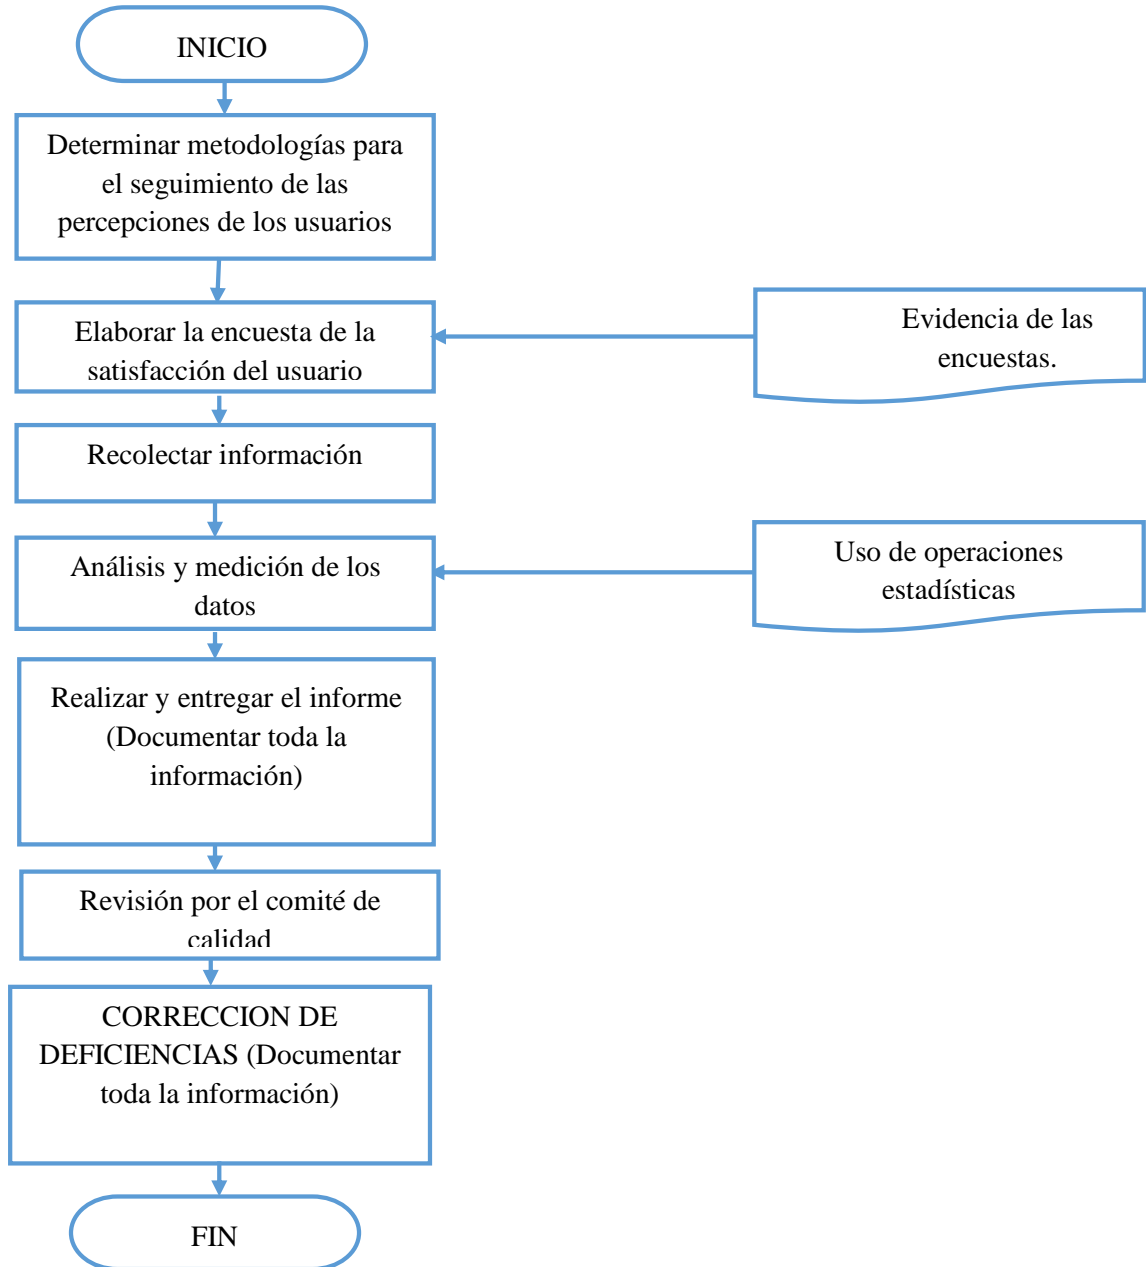 INICIO
Determinar metodologías para
el seguimiento de las
percepciones de los usuarios
Elaborar la encuesta de la
satisfacción del usuario
Evidencia de las
encuestas.
Recolectar información
Análisis y medición de los
datos
Uso de operaciones
estadísticas
Realizar y entregar el informe
(Documentar toda la
información)
Revisión por el comité de
calidad
CORRECCION DE
DEFICIENCIAS (Documentar
toda la información)
FIN